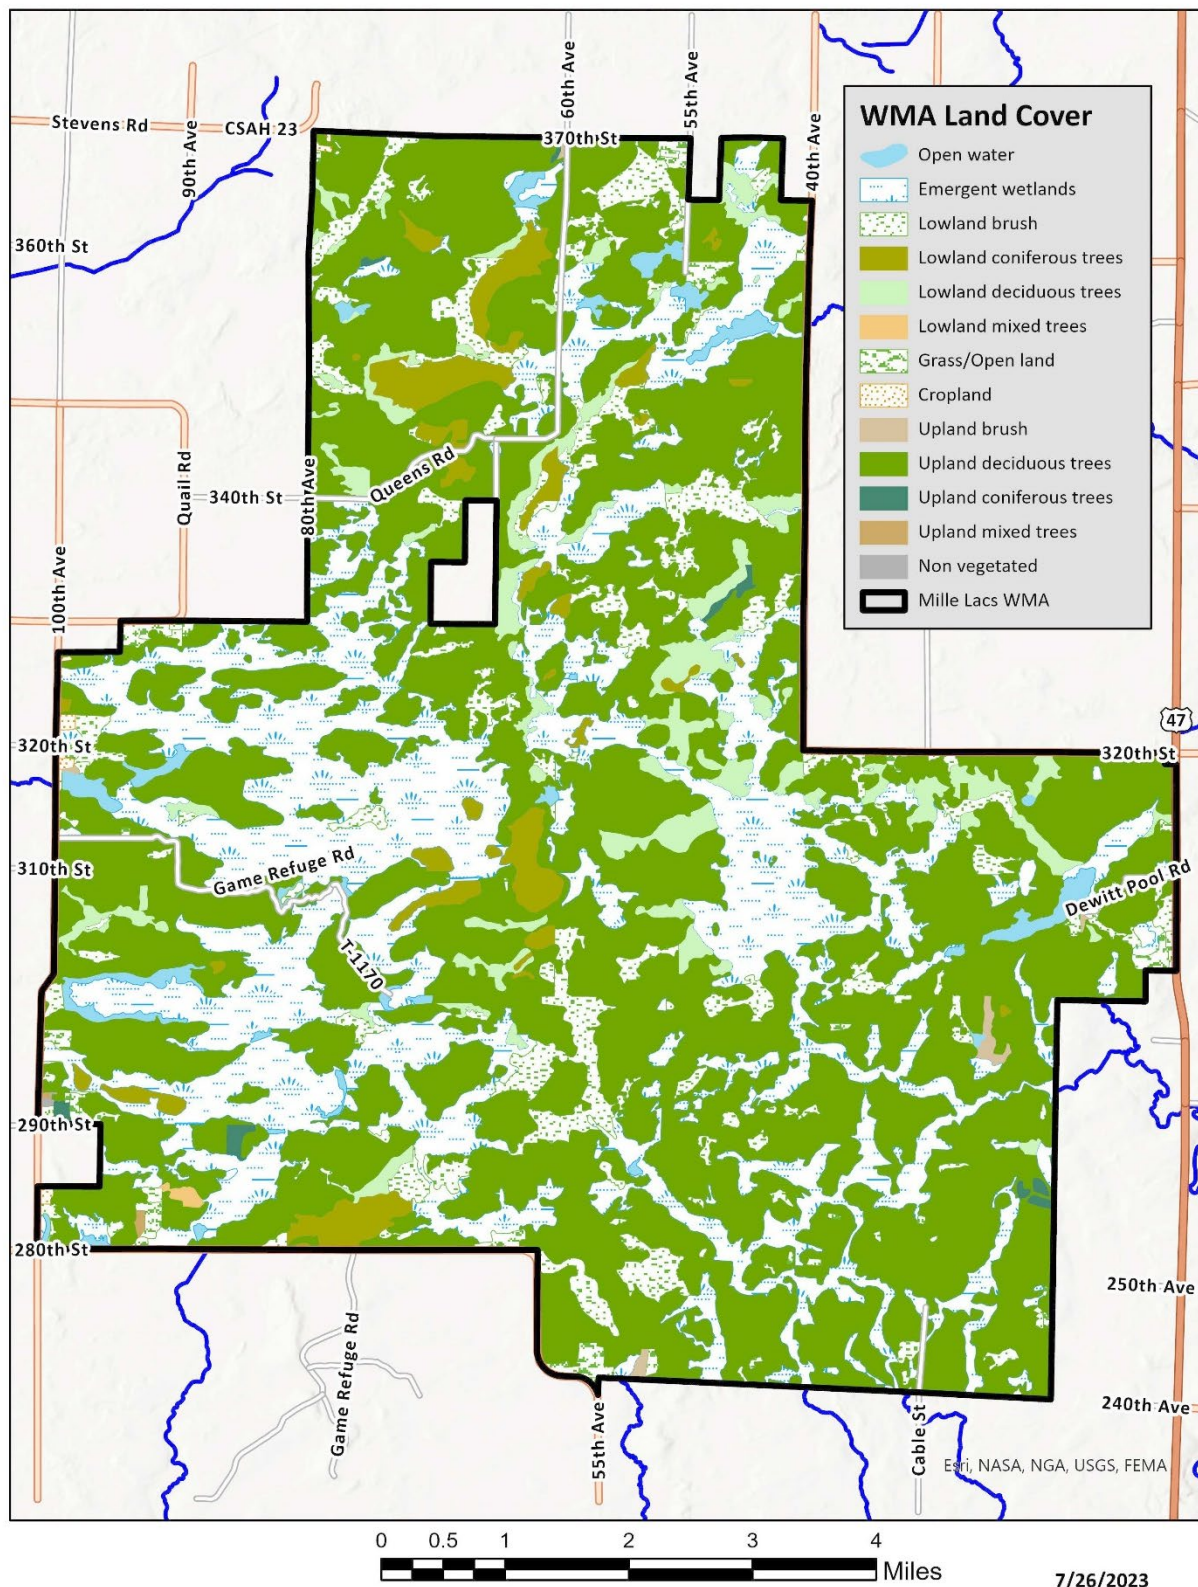 60th Ave
55th Ave
40th Ave
Stevens Rd
CSAH 23
90th Ave
370th St
360th St
WMA Land Cover
Open water
Emergent wetlands
Lowland brush
Lowland coniferous trees
Lowland deciduous trees
Lowland mixed trees
Grass/Open land
Cropland
Upland brush
Upland deciduous trees
Upland coniferous trees
Upland mixed trees
Non vegetated
Mille Lacs WMA
Quail Rd
340th St
80th Ave
Queens Rd
100th Ave
47
320th St
320th St
310th St
Game Refuge Rd
Dewitt Pool Rd
T-1170
290th St
280th St
250th Ave
Game Refuge Rd
55th Ave
Cable St
240th Ave
Esri, NASA, NGA, USGS, FEMA
0 0.5 1 2 3 4
Miles
7/26/2023